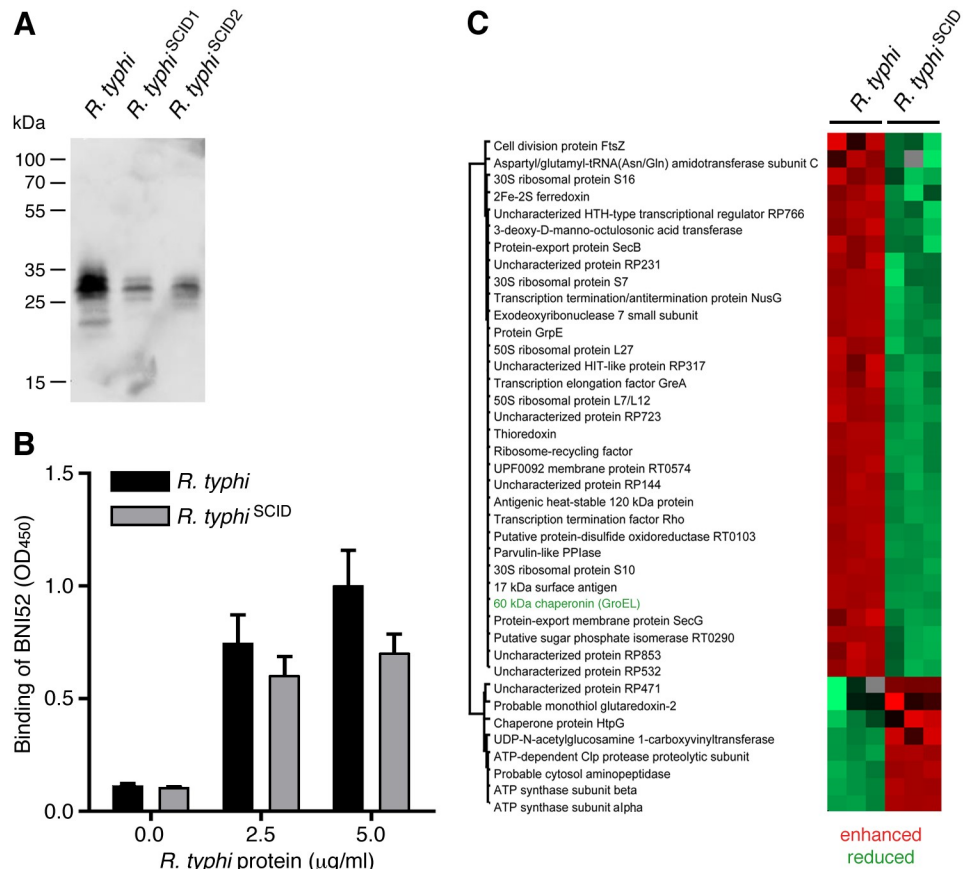 A
R. typhi
R. typhi SCID1
R. typhi SCID2
kDa
100
70
55
35
25
15
B
1.5
1.0
0.5
0.0
Binding of BNI52 (OD450)
R. typhi
R. typhi SCID
0.0 2.5 5.0
R. typhi protein (µg/ml)
C
R. typhi
R. typhi SCID
Cell division protein FtsZ
Aspartyl/glutamyl-tRNA(Asn/Gln) amidotransferase subunit C
30S ribosomal protein S16
2Fe-2S ferredoxin
Uncharacterized HTH-type transcriptional regulator RP766
3-deoxy-D-manno-octulosonic acid transferase
Protein-export protein SecB
Uncharacterized protein RP231
30S ribosomal protein S7
Transcription termination/antitermination protein NusG
Exodeoxyribonuclease 7 small subunit
Protein GrpE
50S ribosomal protein L27
Uncharacterized HIT-like protein RP317
Transcription elongation factor GreA
50S ribosomal protein L7/L12
Uncharacterized protein RP723
Thioredoxin
Ribosome-recycling factor
UPF0092 membrane protein RT0574
Uncharacterized protein RP144
Antigenic heat-stable 120 kDa protein
Transcription termination factor Rho
Putative protein-disulfide oxidoreductase RT0103
Parvulin-like PPIase
30S ribosomal protein S10
17 kDa surface antigen
60 kDa chaperonin (GroEL)
Protein-export membrane protein SecG
Putative sugar phosphate isomerase RT0290
Uncharacterized protein RP853
Uncharacterized protein RP532
Uncharacterized protein RP471
Probable monothiol glutaredoxin-2
Chaperone protein HtpG
UDP-N-acetylglucosamine 1-carboxyvinyltransferase
ATP-dependent Clp protease proteolytic subunit
Probable cytosol aminopeptidase
ATP synthase subunit beta
ATP synthase subunit alpha
enhanced
reduced